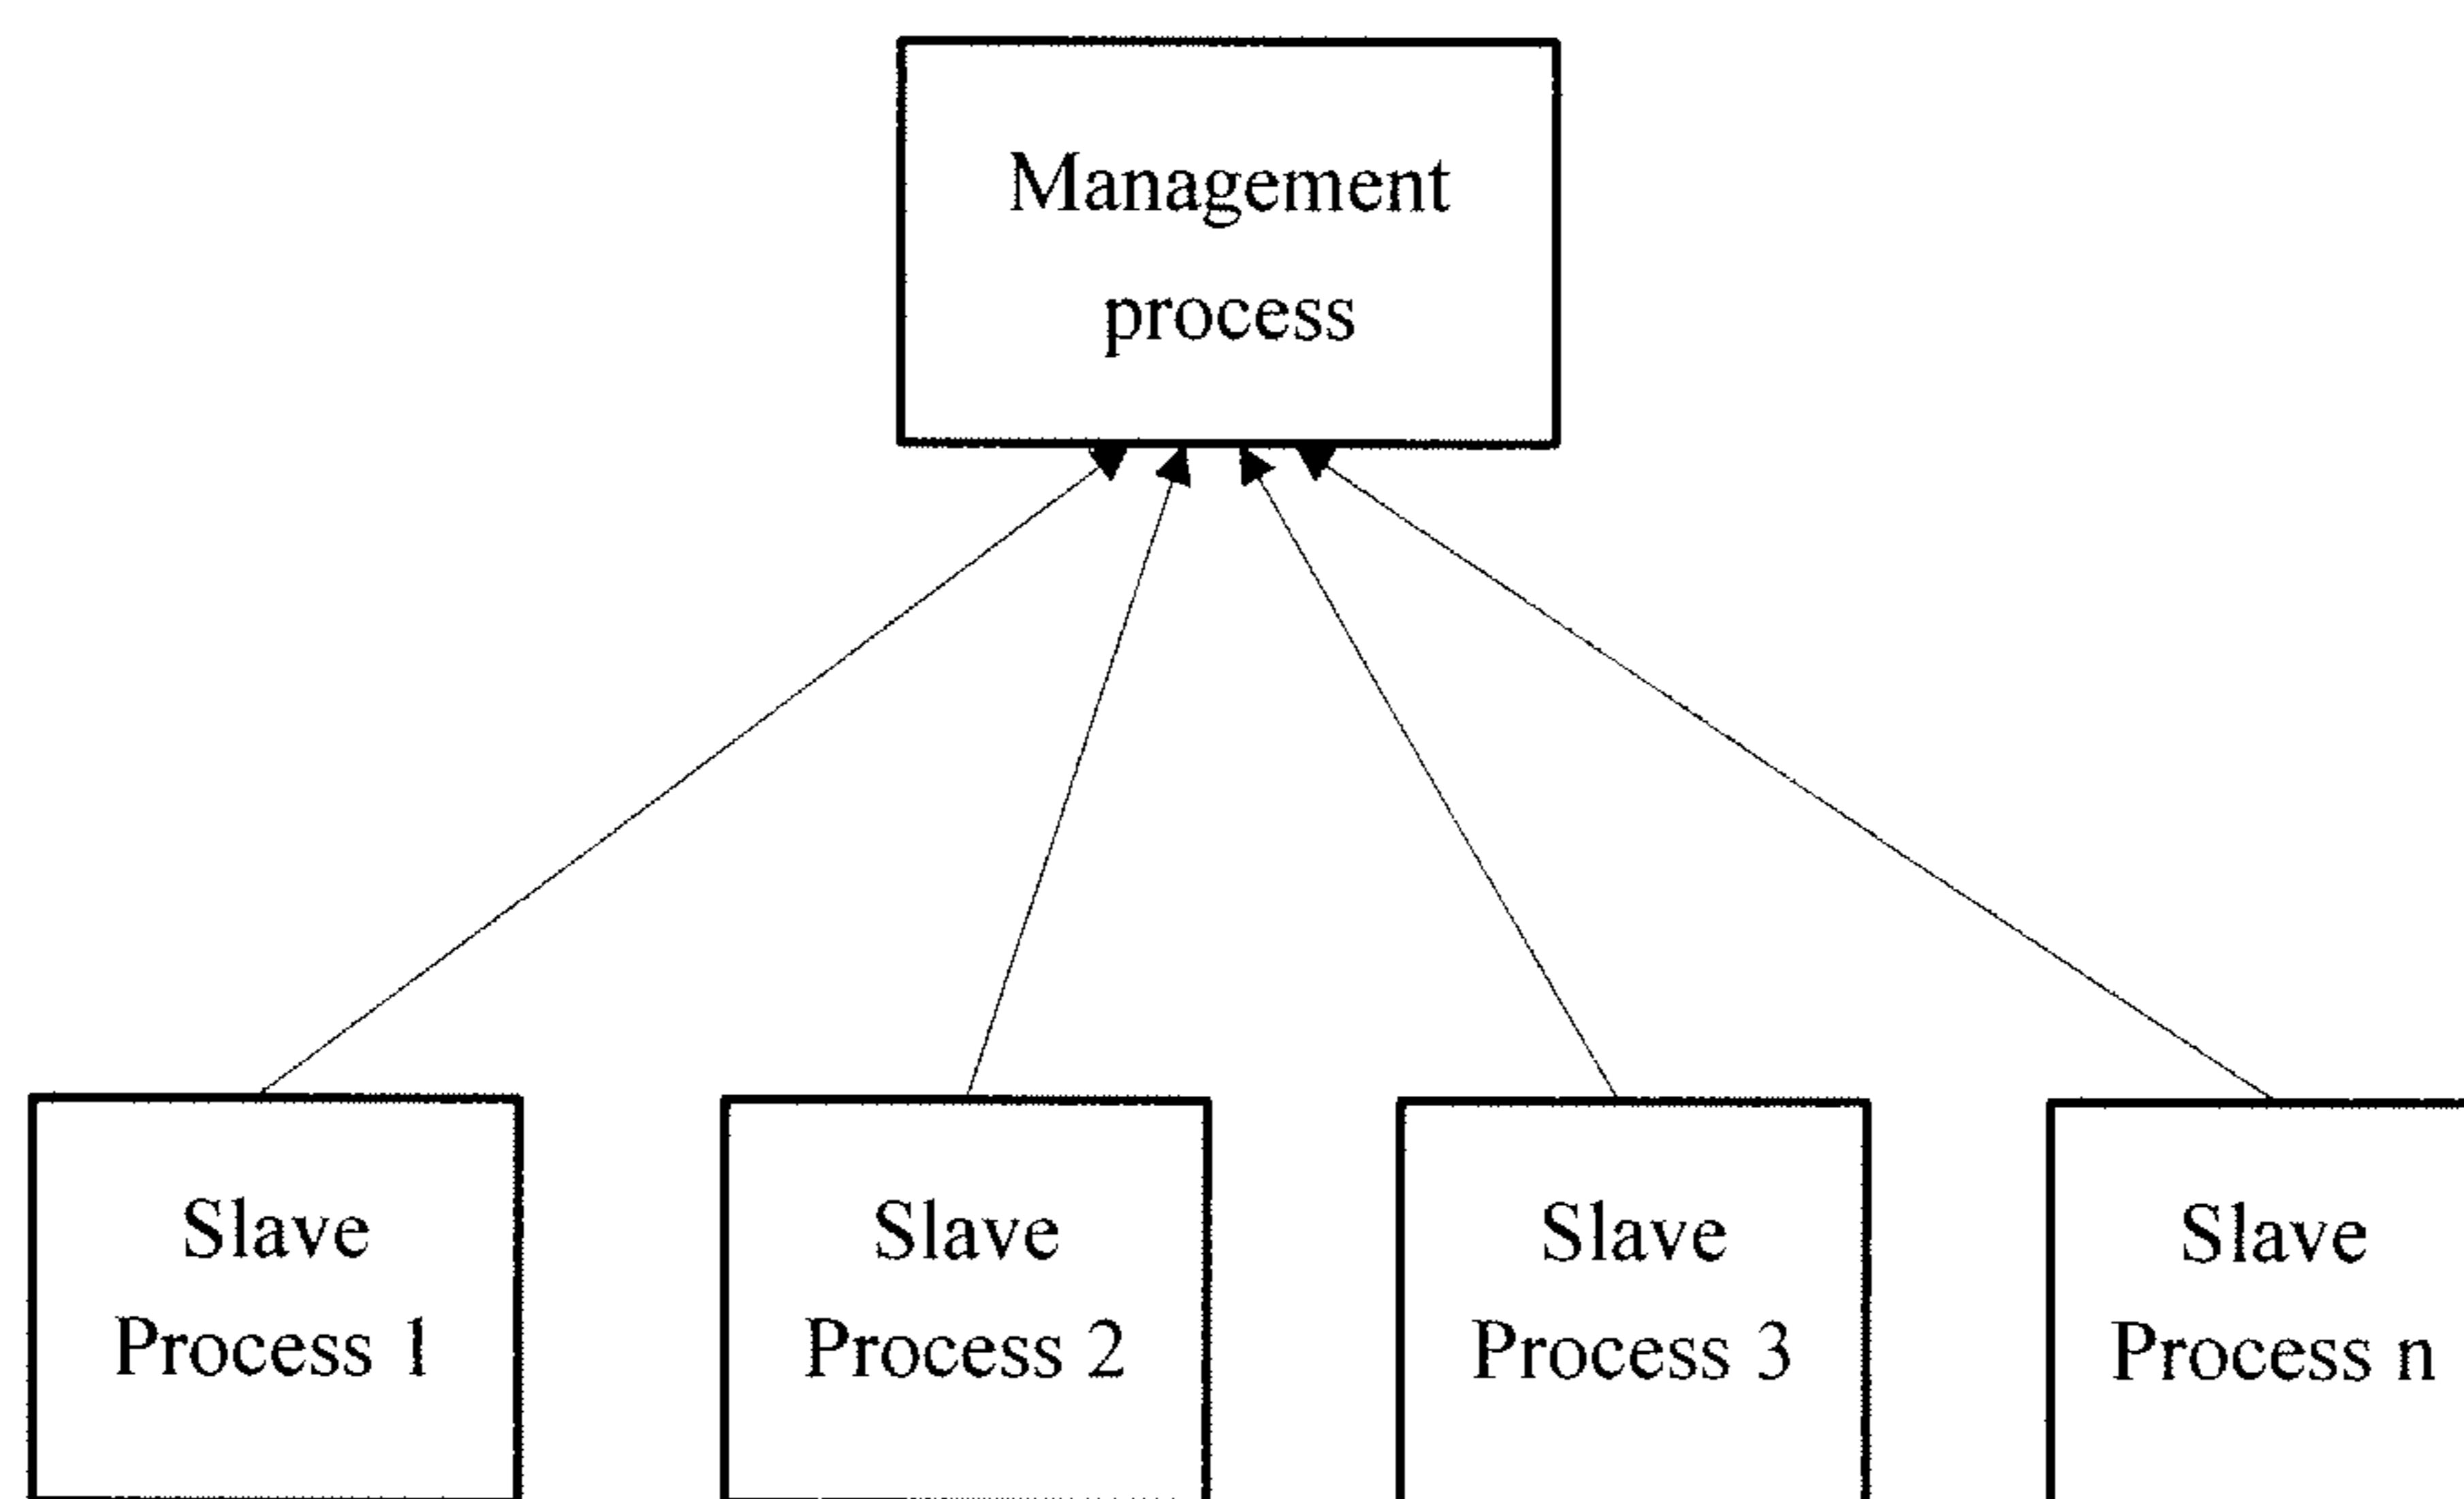 Management
process
Slave
Process 1
Slave
Process 2
Slave
Process 3
Slave
Process n